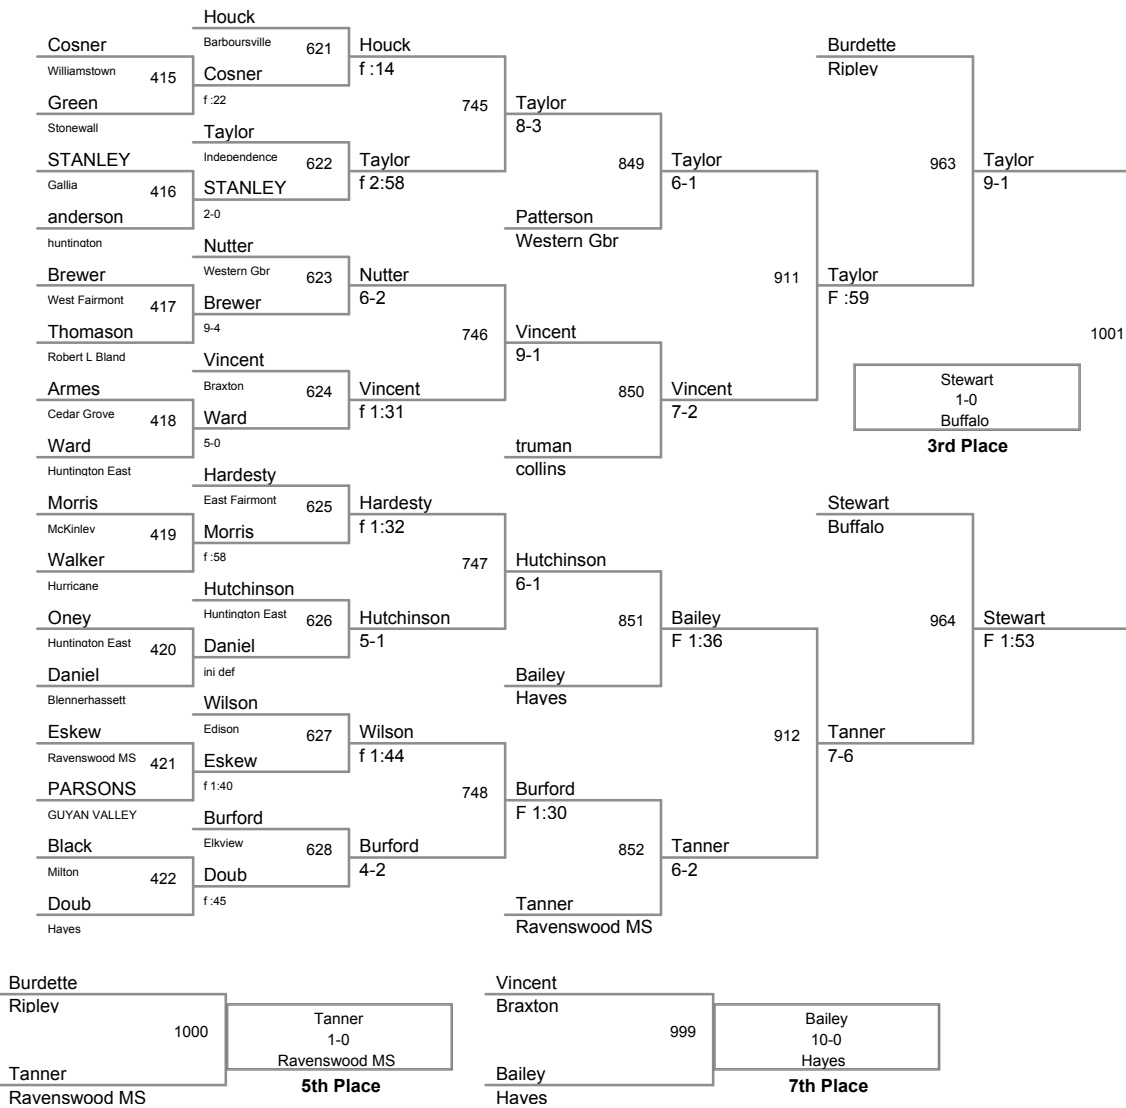 Houck
Cosner
Barboursville
621
Houck
Burdette
Williamstown
415
Cosner
f :14
Ripley
Green
f :22
745
Taylor
Stonewall
Taylor
8-3
STANLEY
Independence
622
Taylor
849
Taylor
963
Taylor
Gallia
416
STANLEY
f 2:58
6-1
9-1
anderson
2-0
Patterson
huntington
Nutter
Western Gbr
Brewer
Western Gbr
623
Nutter
911
Taylor
West Fairmont
417
Brewer
6-2
F :59
Thomason
9-4
746
Vincent
1001
Robert L Bland
Vincent
9-1
Armes
Braxton
624
Vincent
850
Vincent
Stewart
1-0
Buffalo
3rd Place
Cedar Grove
418
Ward
f 1:31
7-2
Ward
5-0
truman
Huntington East
Hardesty
collins
Morris
East Fairmont
625
Hardesty
Stewart
McKinley
419
Morris
f 1:32
Buffalo
Walker
f :58
747
Hutchinson
Hurricane
Hutchinson
6-1
Oney
Huntington East
626
Hutchinson
851
Bailey
964
Stewart
Huntington East
420
Daniel
5-1
F 1:36
F 1:53
Daniel
inj def
Bailey
Blennerhassett
Wilson
Hayes
Eskew
Edison
627
Wilson
912
Tanner
Ravenswood MS
421
Eskew
f 1:44
7-6
PARSONS
f 1:40
748
Burford
GUYAN VALLEY
Burford
F 1:30
Black
Elkview
628
Burford
852
Tanner
Milton
422
Doub
4-2
6-2
Doub
f :45
Tanner
Hayes
Ravenswood MS
Burdette
Ripley
1000
Tanner
Ravenswood MS
Tanner
1-0
Ravenswood MS
5th Place
Vincent
Braxton
999
Bailey
Hayes
Bailey
10-0
Hayes
7th Place